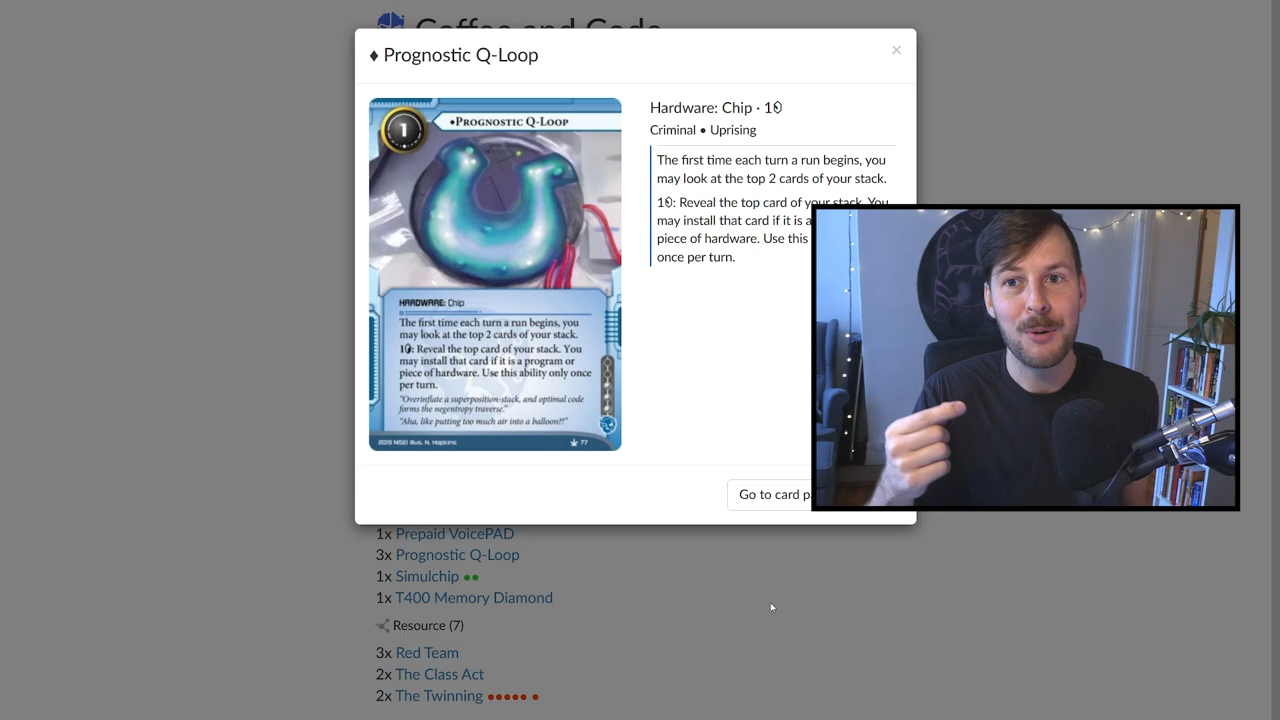 Coffee and Code
♦ Prognostic Q-Loop
×
1
♦PROGNOSTIC Q-LOOP
HARDWARE: Chip
The first time each turn a run begins, you
may look at the top 2 cards of your stack.
1: Reveal the top card of your stack. You
may install that card if it is a program or
piece of hardware. Use this ability only once
per turn.
"Overinflate a superposition-stack, and optimal code
forms the negentropy traverse."
"Aha, like putting too much air into a balloon?!"
2019 NISEI Illus. N. Hopkins
77
Hardware: Chip · 1
Criminal • Uprising
The first time each turn a run begins, you
may look at the top 2 cards of your stack.
1: Reveal the top card of your stack. You
may install that card if it is a
piece of hardware. Use this
once per turn.
Go to card p
1x Prepaid VoicePAD
3x Prognostic Q-Loop
1x Simulchip ●●
1x T400 Memory Diamond
Resource (7)
3x Red Team
2x The Class Act
2x The Twinning ●●●●● ●